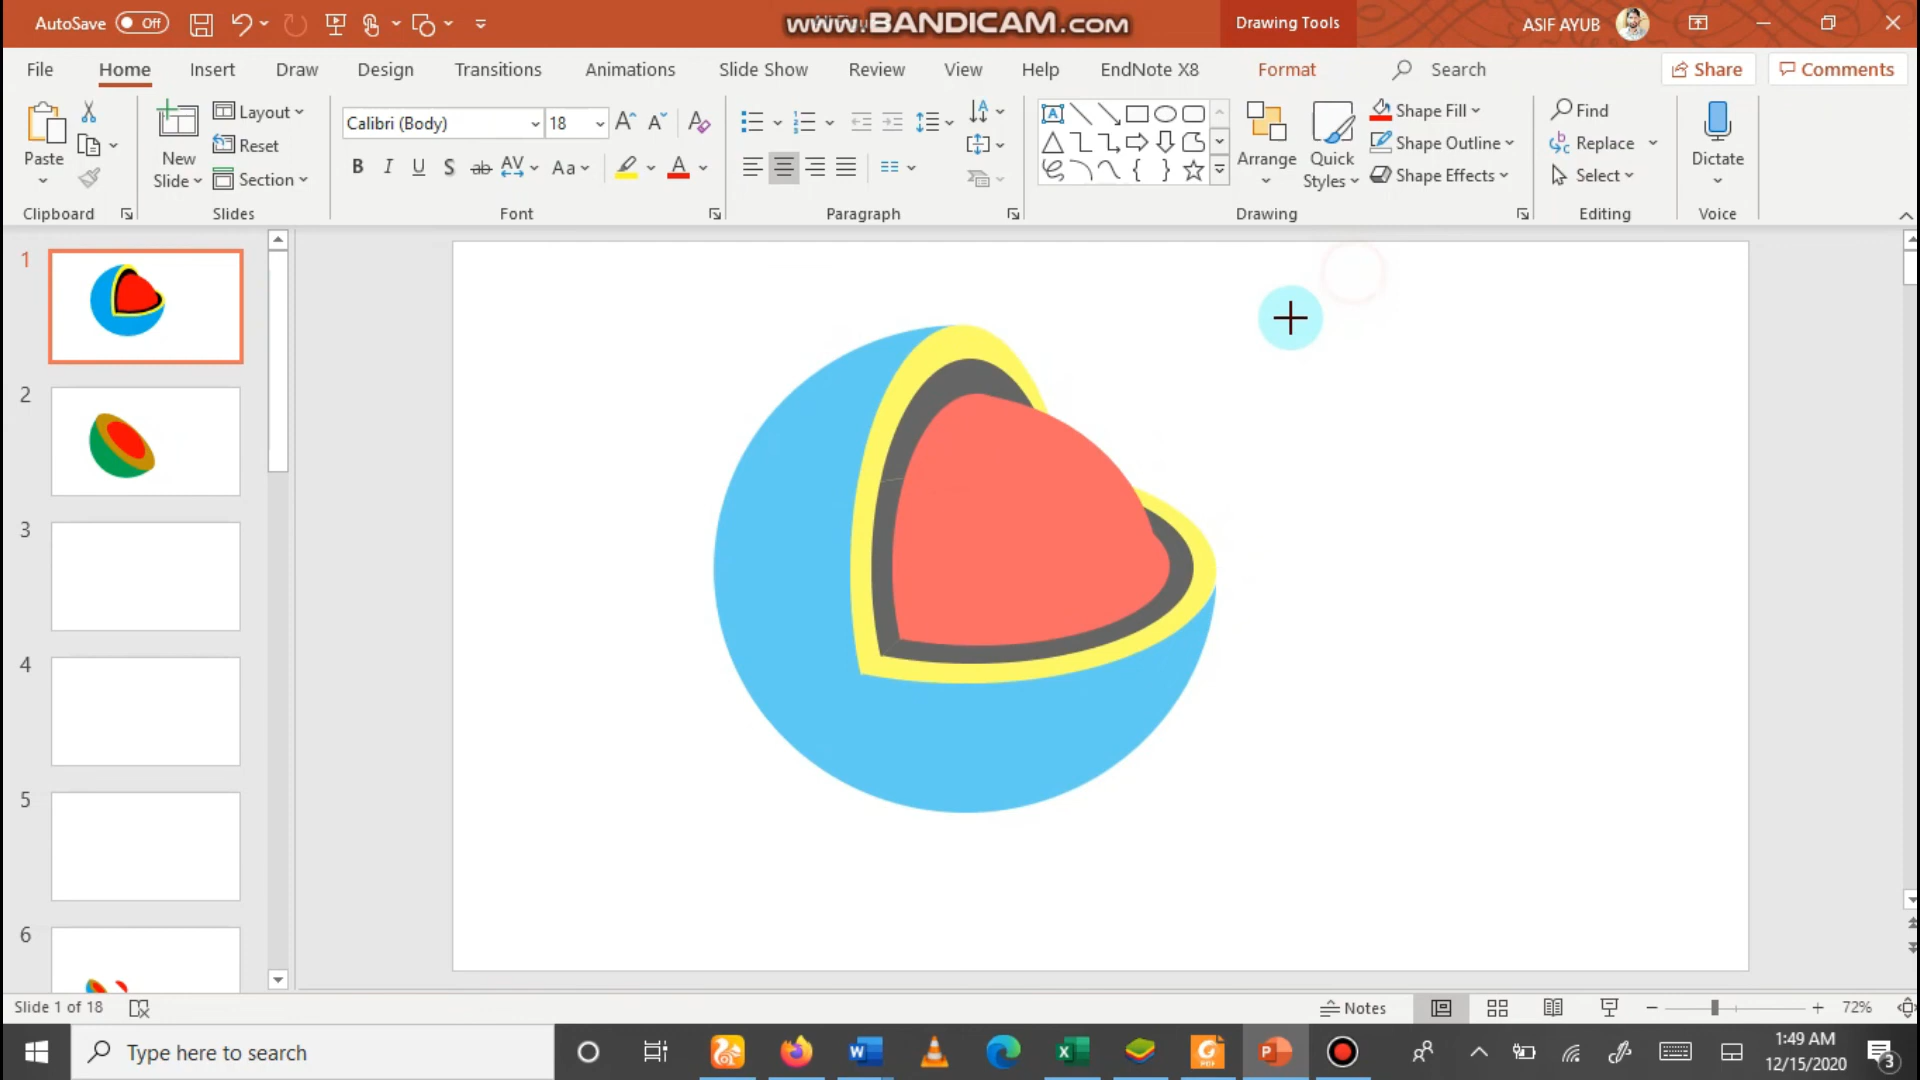 AutoSave Off
www.BANDICAM.com
Drawing Tools
ASIF AYUB
File Home Insert Draw Design Transitions Animations Slide Show Review View Help EndNote X8 Format Search Share Comments
Paste
New
Slide
Layout
Reset
Section
Calibri (Body) 18
B I U S ab AV Aa A
Arrange
Quick
Styles
Shape Fill
Shape Outline
Shape Effects
Find
Replace
Select
Dictate
Clipboard Slides Font Paragraph Drawing Editing Voice
1
2
3
4
5
6
Slide 1 of 18
Notes
72%
Type here to search
1:49 AM
12/15/2020
3